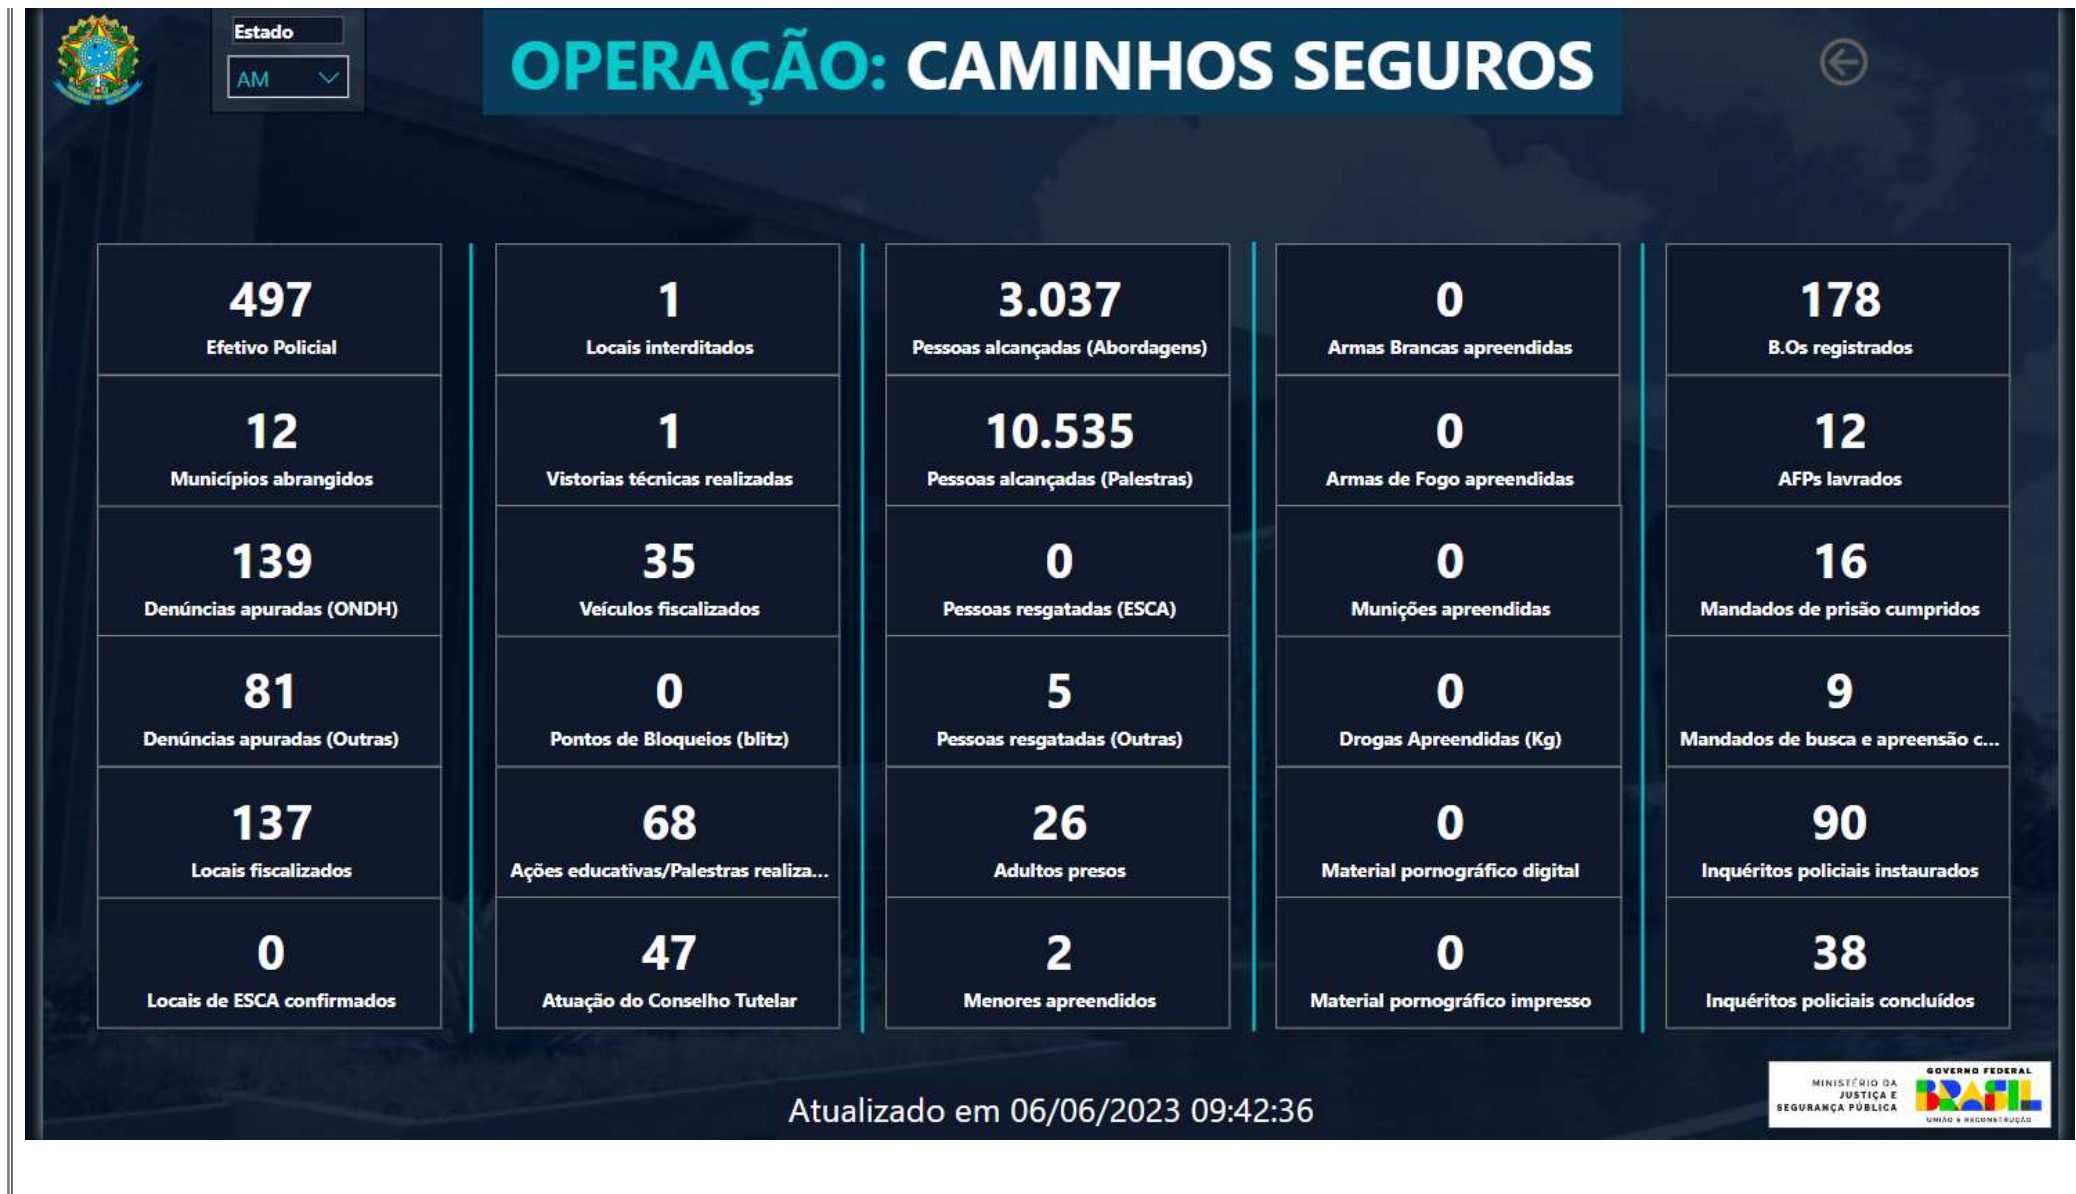 Estado
AM
OPERAÇÃO: CAMINHOS SEGUROS
497
Efetivo Policial
12
Municípios abrangidos
139
Denúncias apuradas (ONDH)
81
Denúncias apuradas (Outras)
137
Locais fiscalizados
0
Locais de ESCA confirmados
1
Locais interditados
1
Vistorias técnicas realizadas
35
Veículos fiscalizados
0
Pontos de Bloqueios (blitz)
68
Ações educativas/Palestras realiza...
47
Atuação do Conselho Tutelar
3.037
Pessoas alcançadas (Abordagens)
10.535
Pessoas alcançadas (Palestras)
0
Pessoas resgatadas (ESCA)
5
Pessoas resgatadas (Outras)
26
Adultos presos
2
Menores apreendidos
0
Armas Brancas apreendidas
0
Armas de Fogo apreendidas
0
Munições apreendidas
0
Drogas Apreendidas (Kg)
0
Material pornográfico digital
0
Material pornográfico impresso
178
B.Os registrados
12
AFPs lavrados
16
Mandados de prisão cumpridos
9
Mandados de busca e apreensão c...
90
Inquéritos policiais instaurados
38
Inquéritos policiais concluídos
Atualizado em 06/06/2023 09:42:36
MINISTÉRIO DA
JUSTIÇA E
SEGURANÇA PÚBLICA
GOVERNO FEDERAL
BRASIL
UNIÃO E RECONSTRUÇÃO